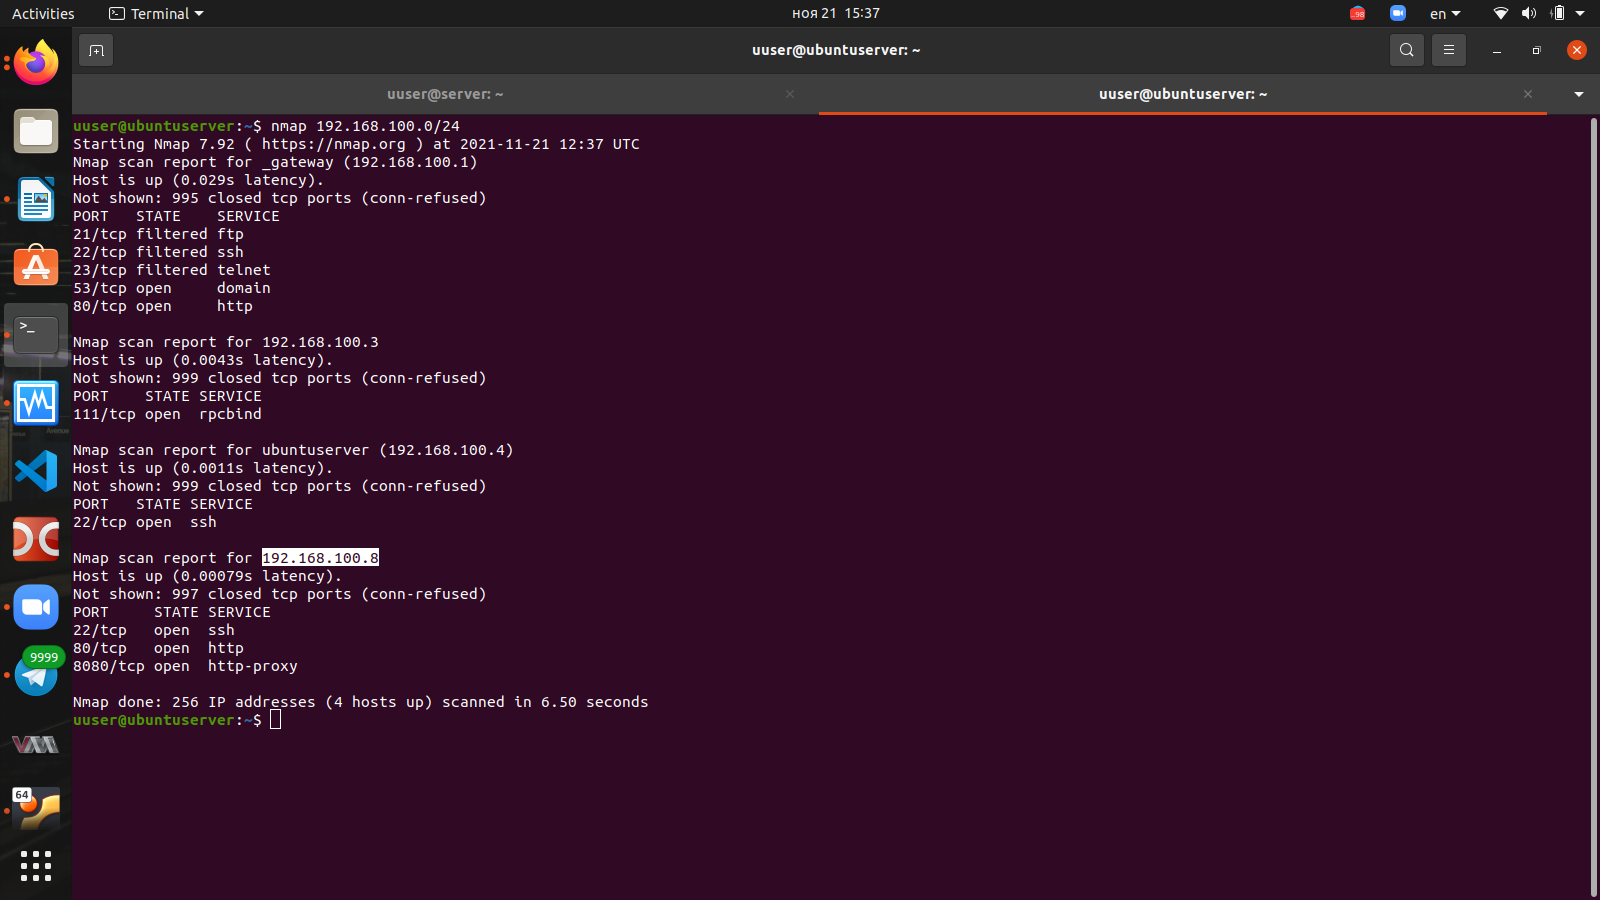 Activities Terminal ноя 21 15:37 en
uuser@ubuntuserver: ~
uuser@server: ~ uuser@ubuntuserver: ~
uuser@ubuntuserver:~$ nmap 192.168.100.0/24
Starting Nmap 7.92 ( https://nmap.org ) at 2021-11-21 12:37 UTC
Nmap scan report for _gateway (192.168.100.1)
Host is up (0.029s latency).
Not shown: 995 closed tcp ports (conn-refused)
PORT   STATE    SERVICE
21/tcp filtered ftp
22/tcp filtered ssh
23/tcp filtered telnet
53/tcp open     domain
80/tcp open     http

Nmap scan report for 192.168.100.3
Host is up (0.0043s latency).
Not shown: 999 closed tcp ports (conn-refused)
PORT    STATE SERVICE
111/tcp open  rpcbind

Nmap scan report for ubuntuserver (192.168.100.4)
Host is up (0.0011s latency).
Not shown: 999 closed tcp ports (conn-refused)
PORT   STATE SERVICE
22/tcp open  ssh

Nmap scan report for 192.168.100.8
Host is up (0.00079s latency).
Not shown: 997 closed tcp ports (conn-refused)
PORT     STATE SERVICE
22/tcp   open  ssh
80/tcp   open  http
8080/tcp open  http-proxy

Nmap done: 256 IP addresses (4 hosts up) scanned in 6.50 seconds
uuser@ubuntuserver:~$
9999
64